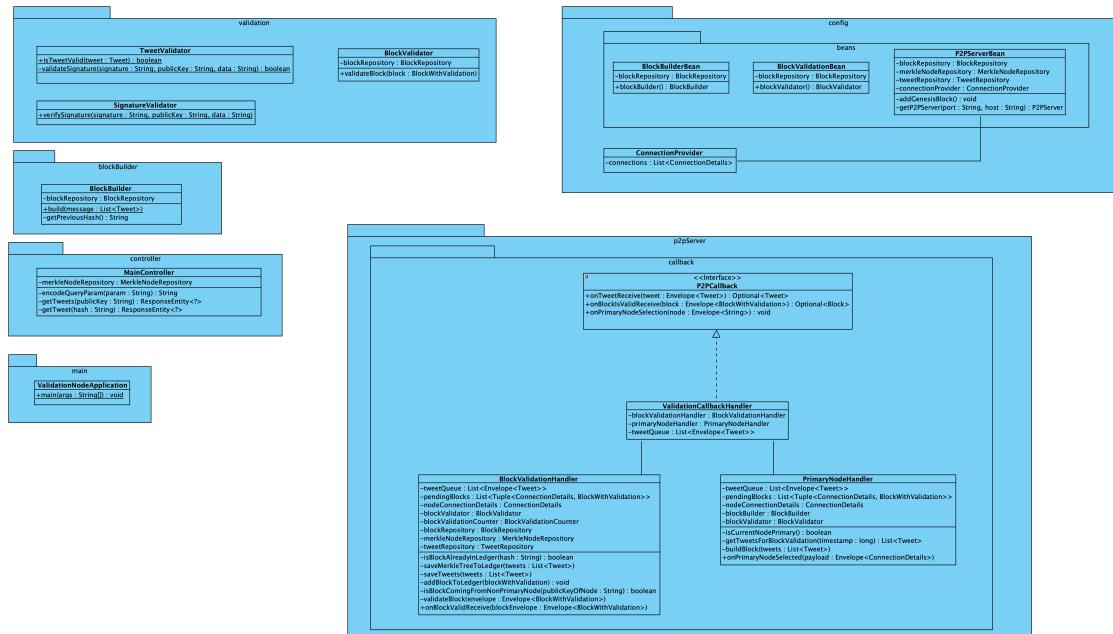 validation
TweetValidator
+isTweetValid(tweet : Tweet) : boolean
-validateSignature(signature : String, publicKey : String, data : String) : boolean
BlockValidator
-blockRepository : BlockRepository
+validateBlock(block : BlockWithValidation)
SignatureValidator
+verifySignature(signature : String, publicKey : String, data : String)
config
beans
BlockBuilderBean
-blockRepository : BlockRepository
+blockBuilder() : BlockBuilder
BlockValidationBean
-blockRepository : BlockRepository
+blockValidator() : BlockValidator
P2PServerBean
-blockRepository : BlockRepository
-merkleNodeRepository : MerkleNodeRepository
-tweetRepository : TweetRepository
-connectionProvider : ConnectionProvider
-addGenesisBlock() : void
-getP2PServer(port : String, host : String) : P2PServer
ConnectionProvider
-connections : List<ConnectionDetails>
blockBuilder
BlockBuilder
-blockRepository : BlockRepository
+build(message : List<Tweet>)
-getPreviousHash() : String
controller
MainController
-merkleNodeRepository : MerkleNodeRepository
-encodeQueryParam(param : String) : String
-getTweets(publicKey : String) : ResponseEntity<?>
-getTweet(hash : String) : ResponseEntity<?>
main
ValidationNodeApplication
+main(args : String[]) : void
p2pServer
callback
a
<<Interface>>
P2PCallback
+onTweetReceive(tweet : Envelope<Tweet>) : Optional<Tweet>
+onBlockIsValidReceive(block : Envelope<BlockWithValidation>) : Optional<Block>
+onPrimaryNodeSelection(node : Envelope<String>) : void
ValidationCallbackHandler
-blockValidationHandler : BlockValidationHandler
-primaryNodeHandler : PrimaryNodeHandler
-tweetQueue : List<Envelope<Tweet>>
BlockValidationHandler
-tweetQueue : List<Envelope<Tweet>>
-pendingBlocks : List<Tuple<ConnectionDetails, BlockWithValidation>>
-nodeConnectionDetails : ConnectionDetails
-blockValidator : BlockValidator
-blockValidationCounter : BlockValidationCounter
-blockRepository : BlockRepository
-merkleNodeRepository : MerkleNodeRepository
-tweetRepository : TweetRepository
-isBlockAlreadyInLedger(hash : String) : boolean
-saveMerkleTreeToLedger(tweets : List<Tweet>)
-saveTweets(tweets : List<Tweet>)
-addBlockToLedger(blockWithValidation) : void
-isBlockComingFromNonPrimaryNode(publicKeyOfNode : String) : boolean
-validateBlock(envelope : Envelope<BlockWithValidation>)
+onBlockValidReceive(blockEnvelope : Envelope<BlockWithValidation>)
PrimaryNodeHandler
-tweetQueue : List<Envelope<Tweet>>
-pendingBlocks : List<Tuple<ConnectionDetails, BlockWithValidation>>
-nodeConnectionDetails : ConnectionDetails
-blockBuilder : BlockBuilder
-blockValidator : BlockValidator
-isCurrentNodePrimary() : boolean
-getTweetsForBlockValidation(timestamp : long) : List<Tweet>
-buildBlock(tweets : List<Tweet>)
+onPrimaryNodeSelected(payload : Envelope<ConnectionDetails>)